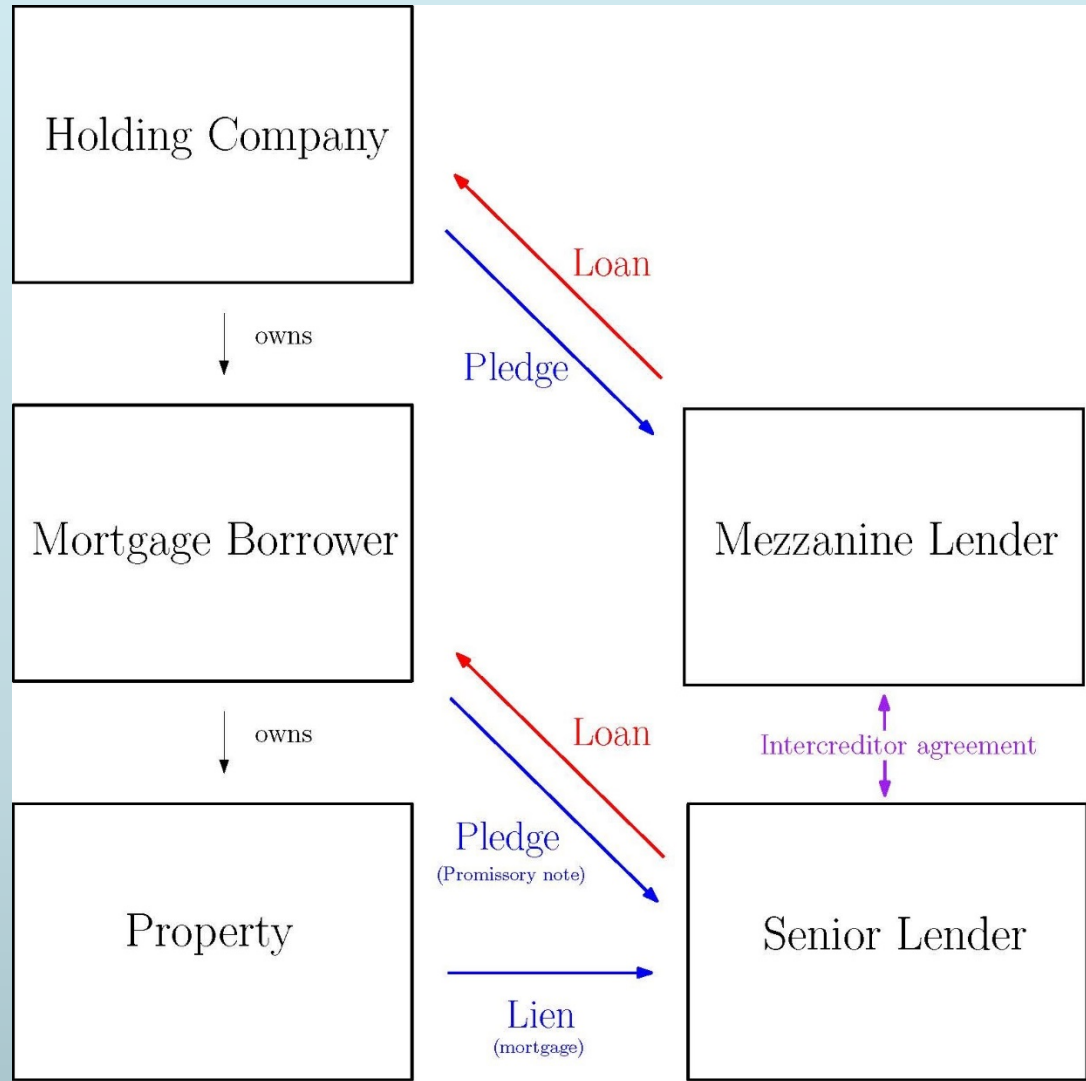 Holding Company
Loan
owns
Pledge
Mortgage Borrower
Mezzanine Lender
owns
Loan
Intercreditor agreement
Pledge
(Promissory note)
Property
Senior Lender
Lien
(mortgage)